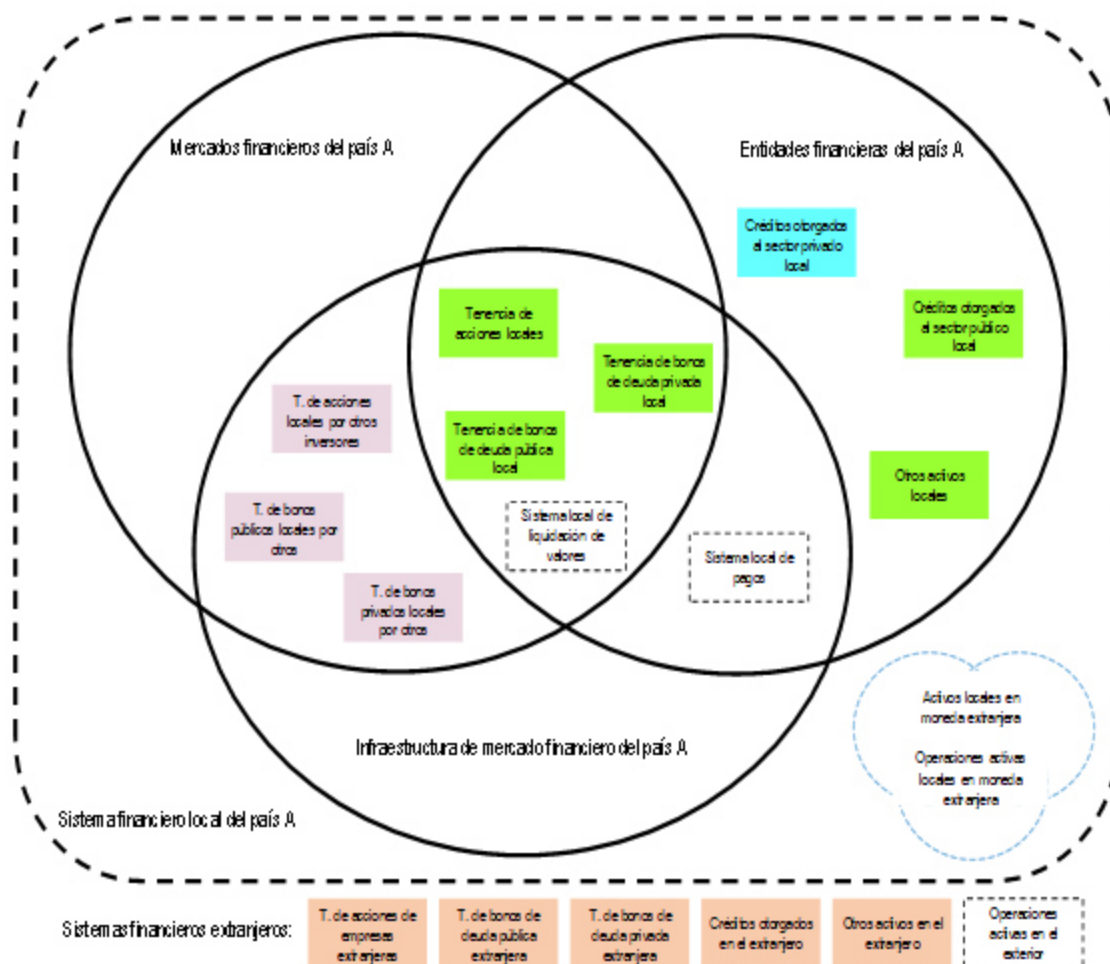 Mercados financieros del país A
Entidades financieras del país A
Créditos otorgados
al sector privado
local
Créditos otorgados
al sector público
local
Tenencia de
acciones locales
Tenencia de bonos
de deuda privada
local
T. de acciones
locales por otros
inversores
Tenencia de bonos
de deuda pública
local
Otros activos
locales
T. de bonos
públicos locales por
otros
Sistema local de
liquidación de
valores
Sistema local de
pagos
T. de bonos
privados locales
por otros
Activos locales en
moneda extranjera
Operaciones activas
locales en moneda
extranjera
Infraestructura de mercado financiero del país A
Sistema financiero local del país A
Sistemas financieros extranjeros:
T. de acciones de
empresas
extranjeras
T. de bonos de
deuda pública
extranjera
T. de bonos de
deuda privada
extranjera
Créditos otorgados
en el extranjero
Otros activos en el
extranjero
Operaciones
activas en el
exterior